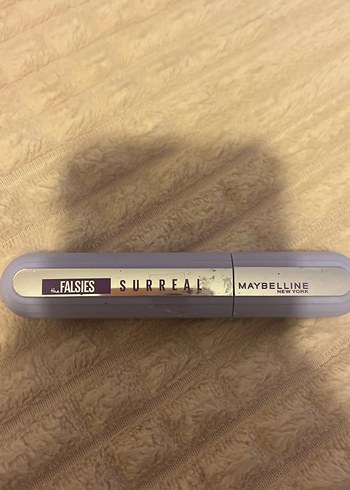 the FALSIES SURREAL
MAYBELLINE
NEW YORK